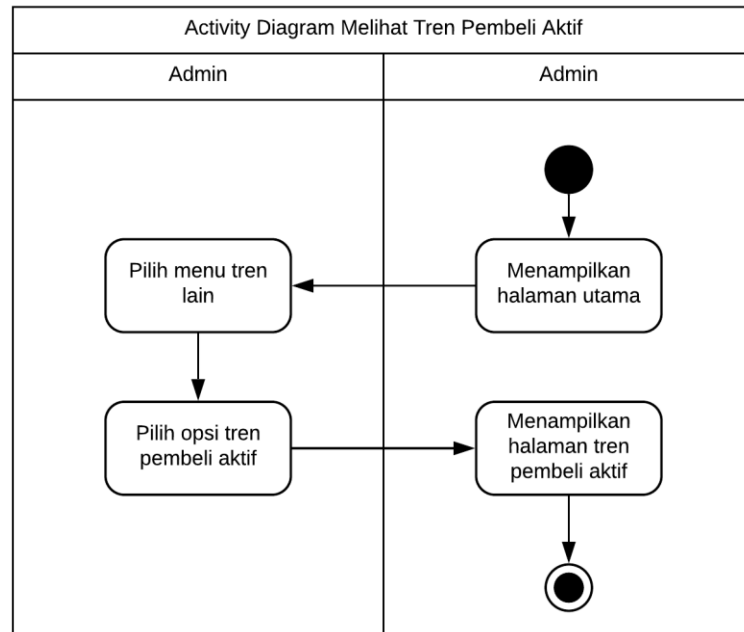 Activity Diagram Melihat Tren Pembeli Aktif
Admin
Admin
Pilih menu tren
lain
Menampilkan
halaman utama
Pilih opsi tren
pembeli aktif
Menampilkan
halaman tren
pembeli aktif